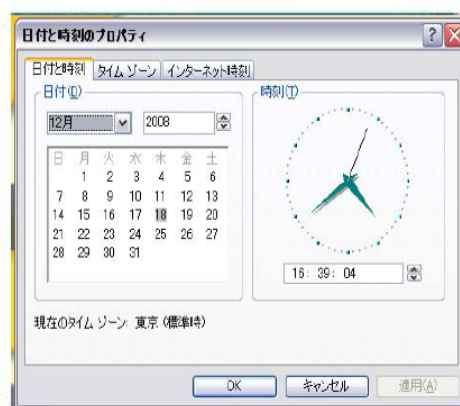 日付と時刻のプロパティ
日付と時刻 タイム ゾーン インターネット時刻
日付(D)
12月 2008
日 月 火 水 木 金 土
1 2 3 4 5 6
7 8 9 10 11 12 13
14 15 16 17 18 19 20
21 22 23 24 25 26 27
28 29 30 31
時刻(T)
16:39:04
現在のタイム ゾーン: 東京 (標準時)
OK キャンセル 適用(A)